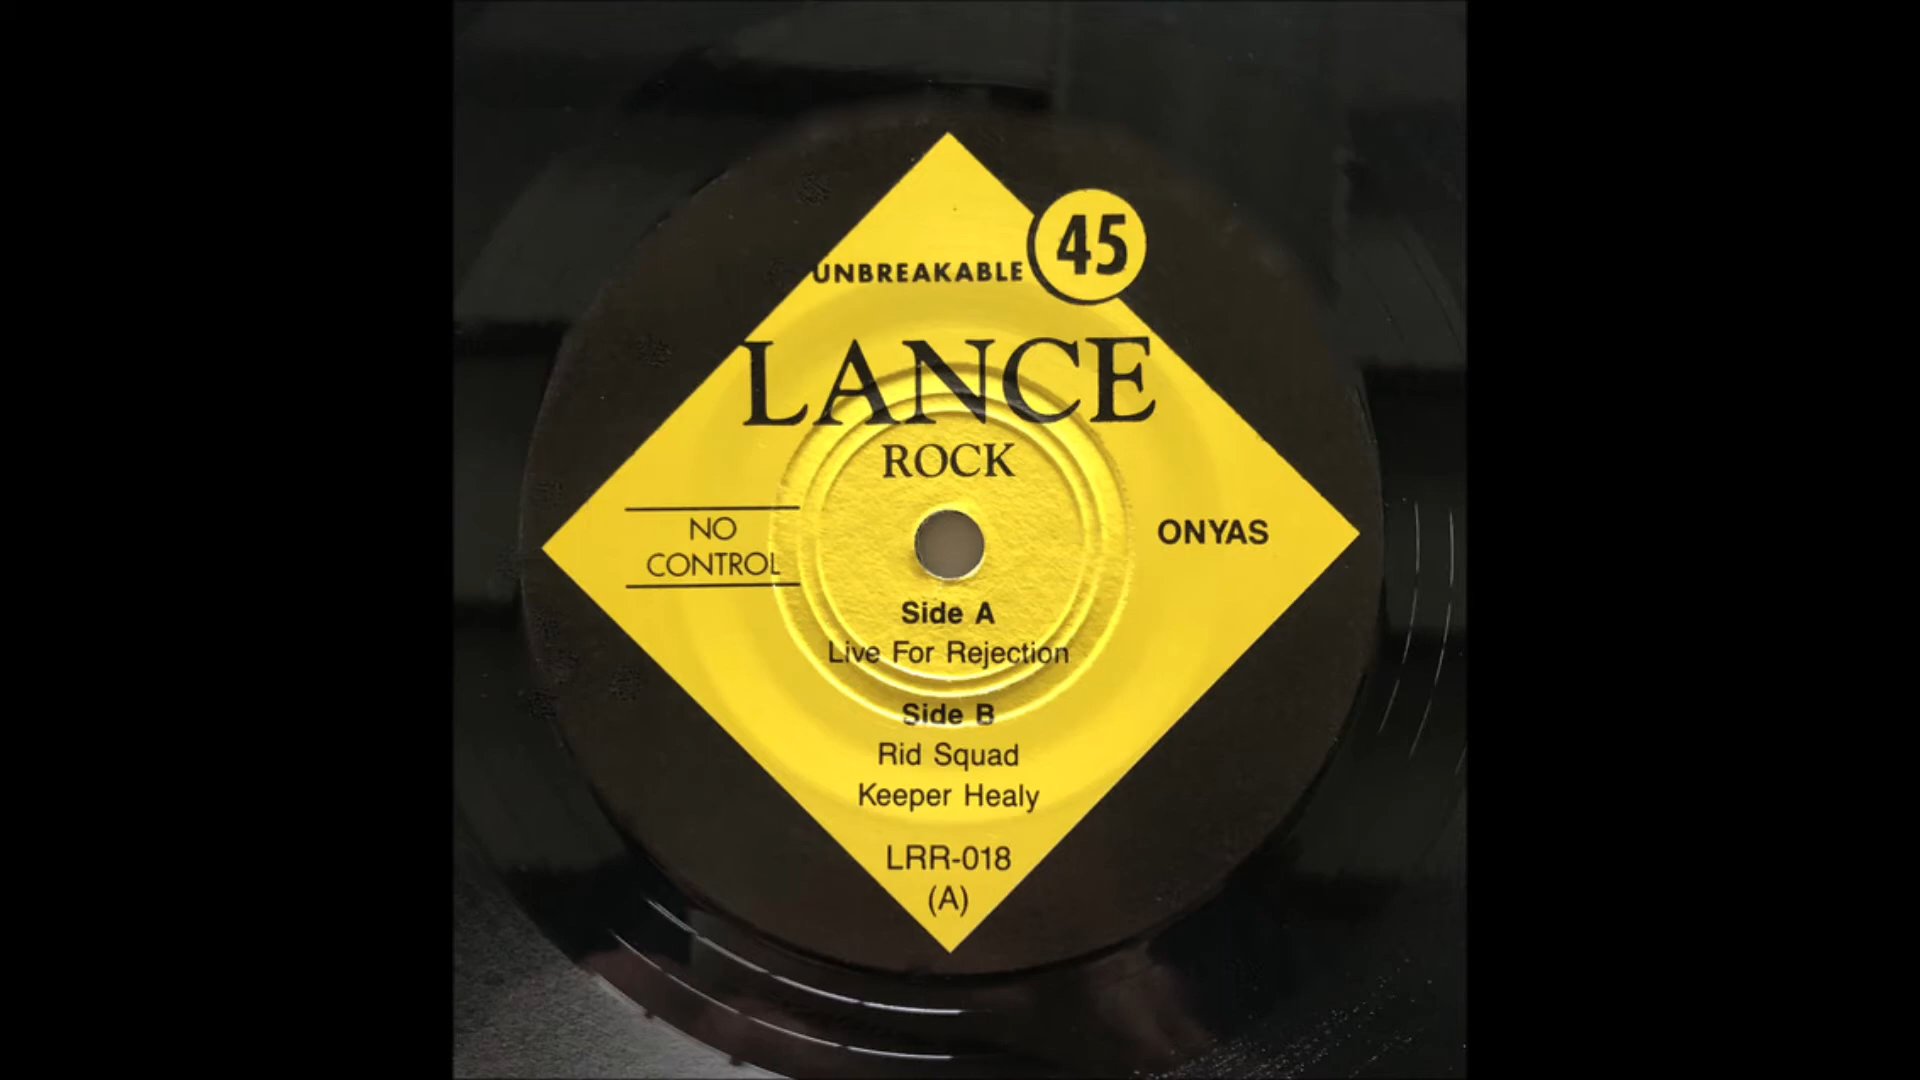 UNBREAKABLE
45
LANCE
ROCK
NO
CONTROL
ONYAS
Side A
Live For Rejection
Side B
Rid Squad
Keeper Healy
LRR-018
(A)